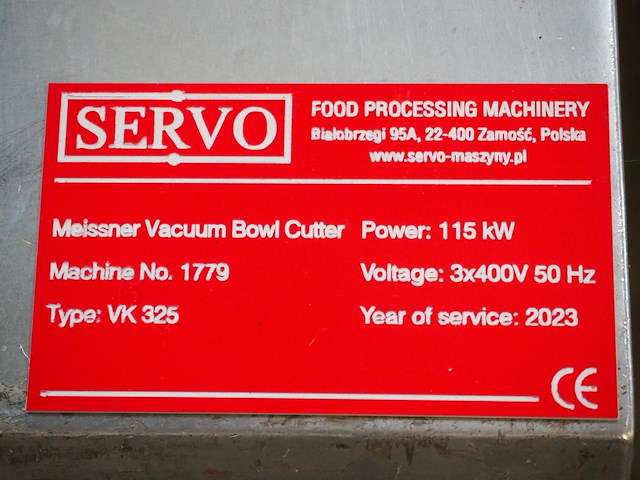 SERVO
FOOD PROCESSING MACHINERY
Białobrzegi 95A, 22-400 Zamość, Polska
www.servo-maszyny.pl
Meissner Vacuum Bowl Cutter
Machine No. 1779
Type: VK 325
Power: 115 kW
Voltage: 3x400V 50 Hz
Year of service: 2023
CE